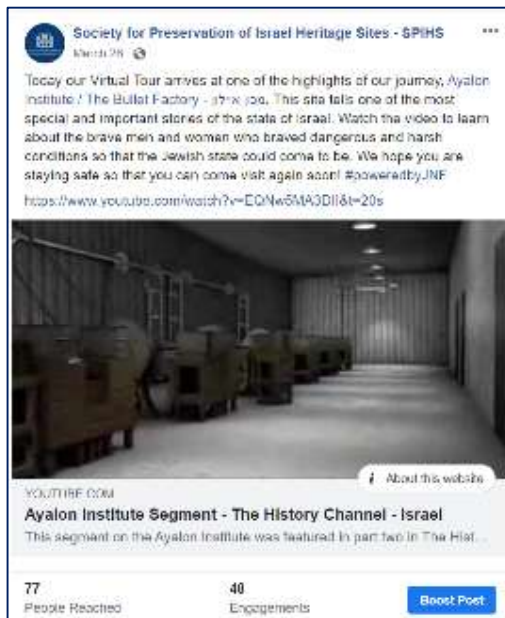 Society for Preservation of Israel Heritage Sites - SPIHS
March 26
Today our Virtual Tour arrives at one of the highlights of our journey, Ayalon
Institute / The Bullet Factory - מכון איילון. This site tells one of the most
special and important stories of the state of Israel. Watch the video to learn
about the brave men and women who braved dangerous and harsh
conditions so that the Jewish state could come to be. We hope you are
staying safe so that you can come visit again soon! #poweredbyJNF
i About this website
YOUTUBE.COM
Ayalon Institute Segment - The History Channel - Israel
This segment on the Ayalon Institute was featured in part two in The Hist...
77
People Reached
Engagements
Boost Post